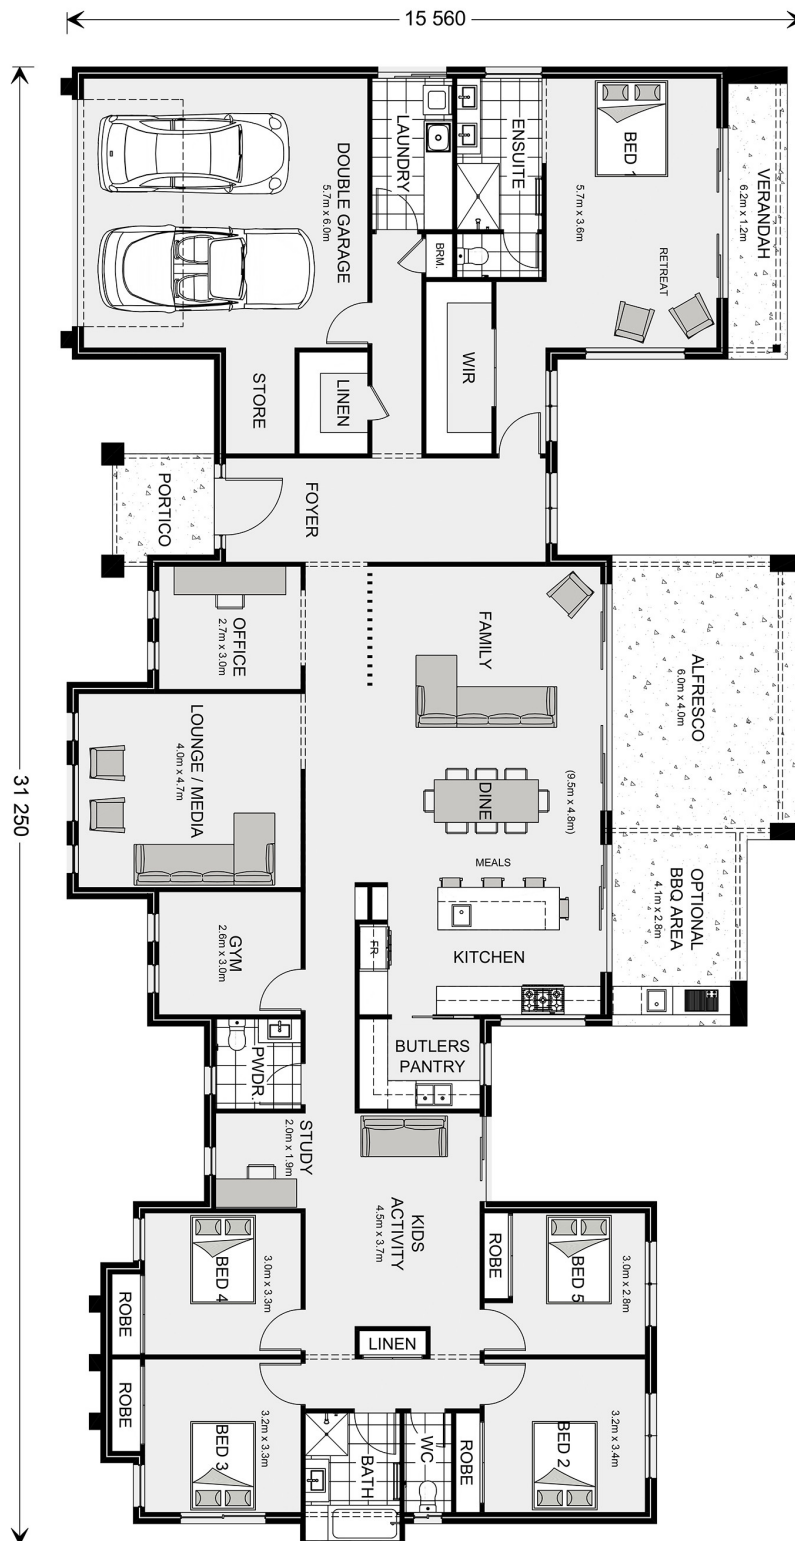 15 560
31 250
DOUBLE GARAGE
5.7m x 6.0m
LAUNDRY
ENSUITE
BED 1
5.7m x 3.6m
RETREAT
VERANDAH
6.2m x 1.2m
BRM.
WIR
LINEN
STORE
PORTICO
FOYER
OFFICE
2.7m x 3.0m
FAMILY
ALFRESCO
6.0m x 4.0m
LOUNGE / MEDIA
4.0m x 4.7m
DINE
(9.5m x 4.8m)
MEALS
OPTIONAL
BBQ AREA
4.1m x 2.8m
GYM
2.6m x 3.0m
FR
KITCHEN
PWDR.
BUTLERS
PANTRY
STUDY
2.0m x 1.9m
KIDS
ACTIVITY
4.5m x 3.7m
BED 4
3.0m x 3.3m
ROBE
ROBE
BED 5
3.0m x 2.8m
LINEN
ROBE
BED 3
3.2m x 3.3m
BATH
WC
ROBE
BED 2
3.2m x 3.4m